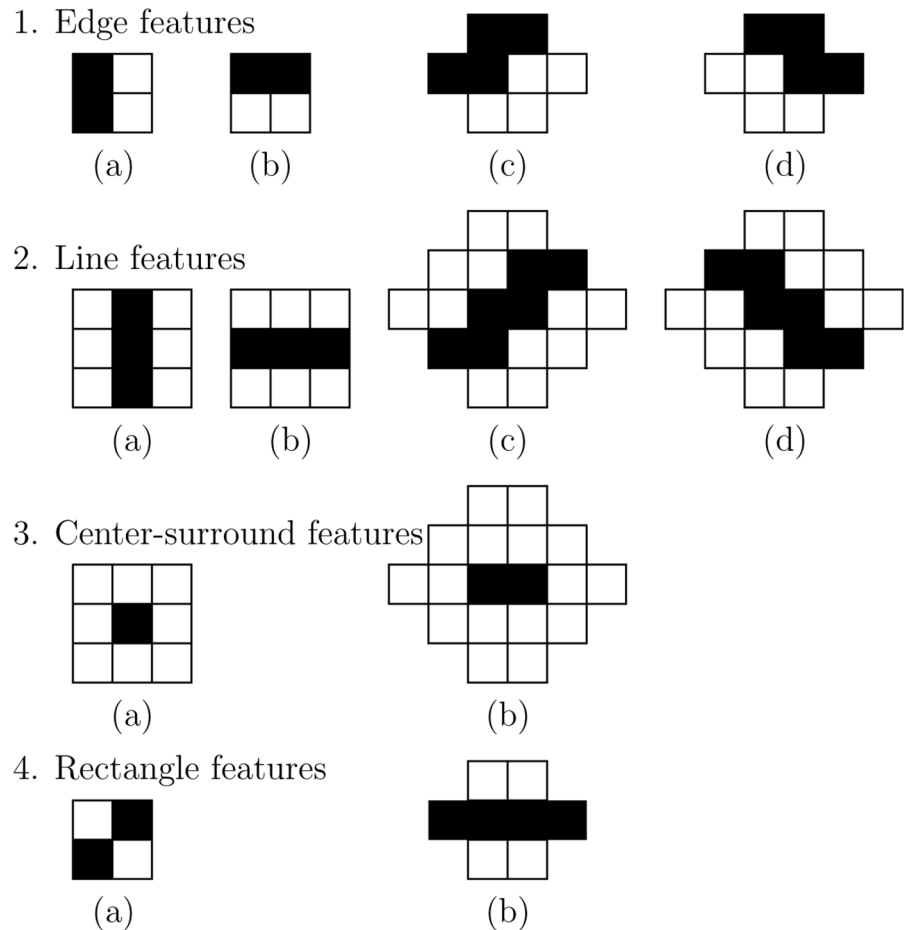 1. Edge features
(a) (b) (c) (d)
2. Line features
(a) (b) (c) (d)
3. Center-surround features
(a) (b)
4. Rectangle features
(a) (b)